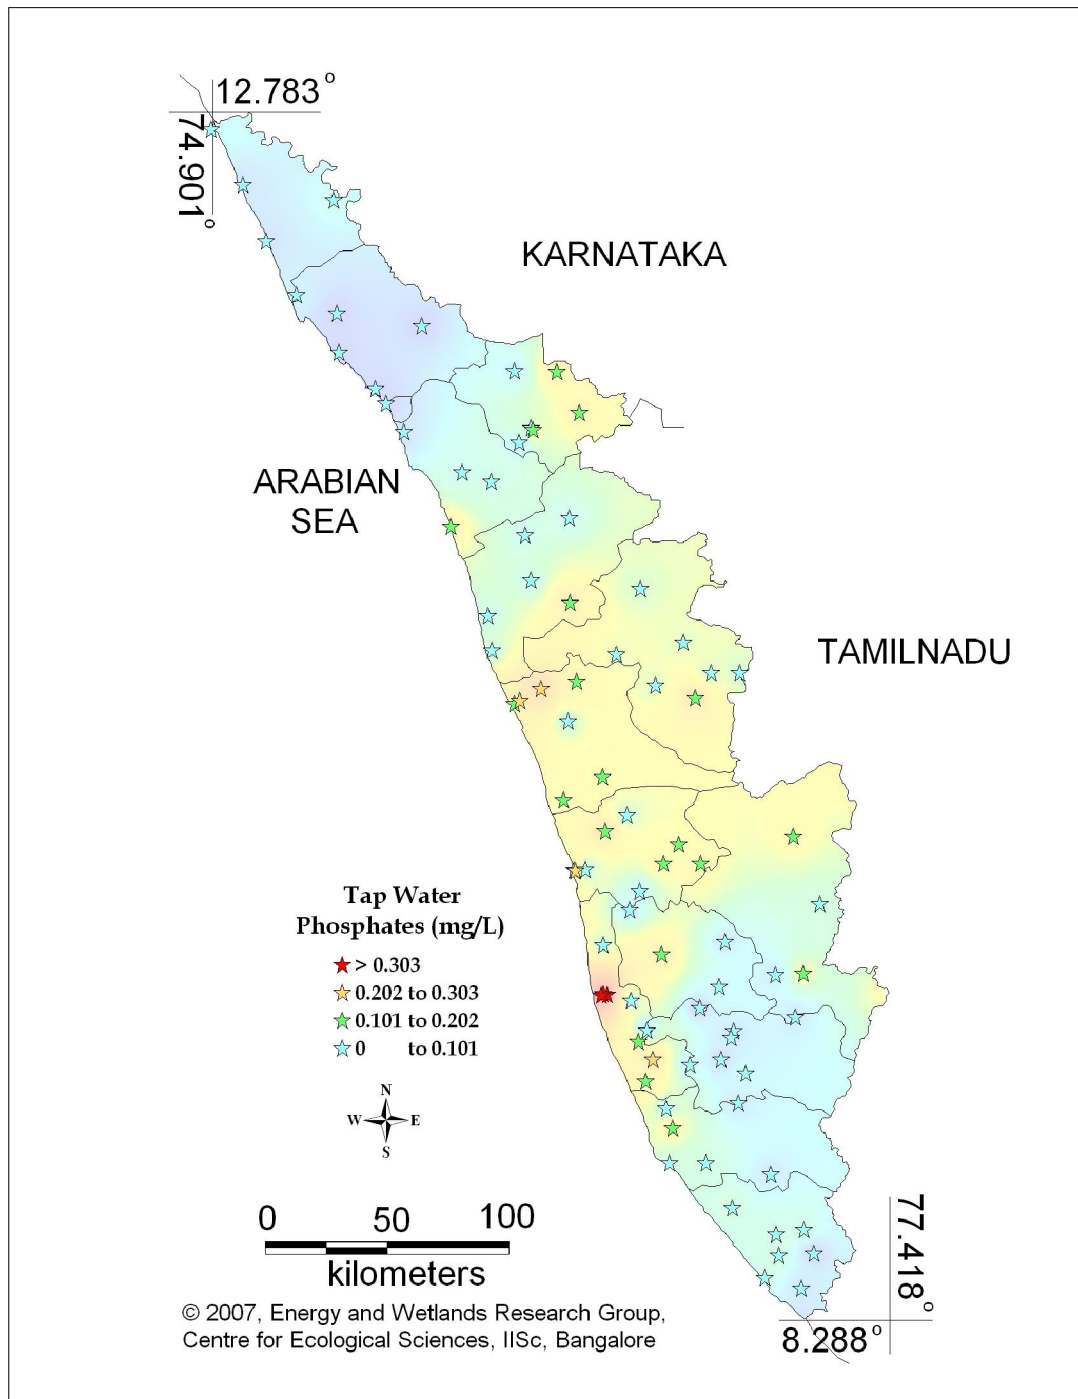 12.783°
74.901°
KARNATAKA
ARABIAN
SEA
TAMILNADU
Tap Water
Phosphates (mg/L)
> 0.303
0.202 to 0.303
0.101 to 0.202
0 to 0.101
N
W E
S
0 50 100
kilometers
77.418°
8.288°
© 2007, Energy and Wetlands Research Group,
Centre for Ecological Sciences, IISc, Bangalore